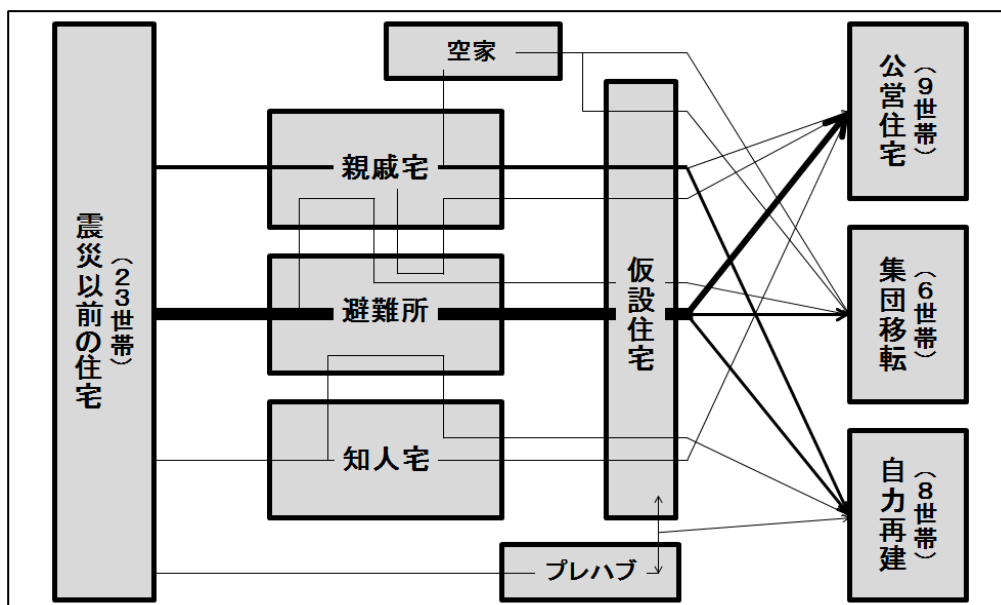 震災以前の住宅
（23世帯）
空家
親戚宅
避難所
知人宅
プレハブ
仮設住宅
公営住宅
（9世帯）
集団移転
（6世帯）
自力再建
（8世帯）